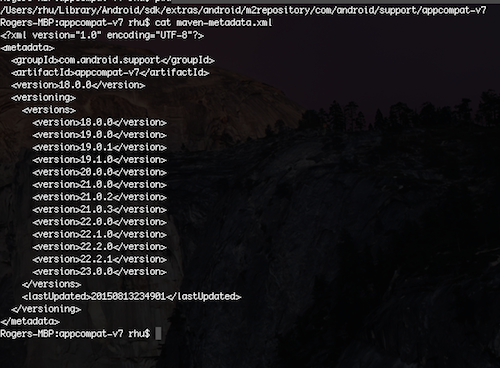 /Users/rhu/Library/Android/sdk/extras/android/m2repository/com/android/support/appcompat-v7
Rogers-MBP:appcompat-v7 rhu$ cat maven-metadata.xml
<?xml version="1.0" encoding="UTF-8"?>
<metadata>
  <groupId>com.android.support</groupId>
  <artifactId>appcompat-v7</artifactId>
  <version>18.0.0</version>
  <versioning>
    <versions>
      <version>18.0.0</version>
      <version>19.0.0</version>
      <version>19.0.1</version>
      <version>19.1.0</version>
      <version>20.0.0</version>
      <version>21.0.0</version>
      <version>21.0.2</version>
      <version>21.0.3</version>
      <version>22.0.0</version>
      <version>22.1.0</version>
      <version>22.2.0</version>
      <version>22.2.1</version>
      <version>23.0.0</version>
    </versions>
    <lastUpdated>20150813234901</lastUpdated>
  </versioning>
</metadata>
Rogers-MBP:appcompat-v7 rhu$